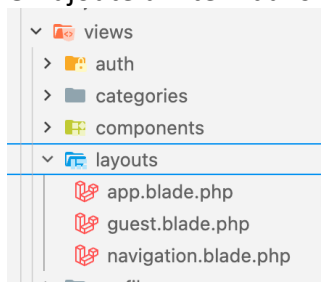 views
auth
categories
components
layouts
app.blade.php
guest.blade.php
navigation.blade.php